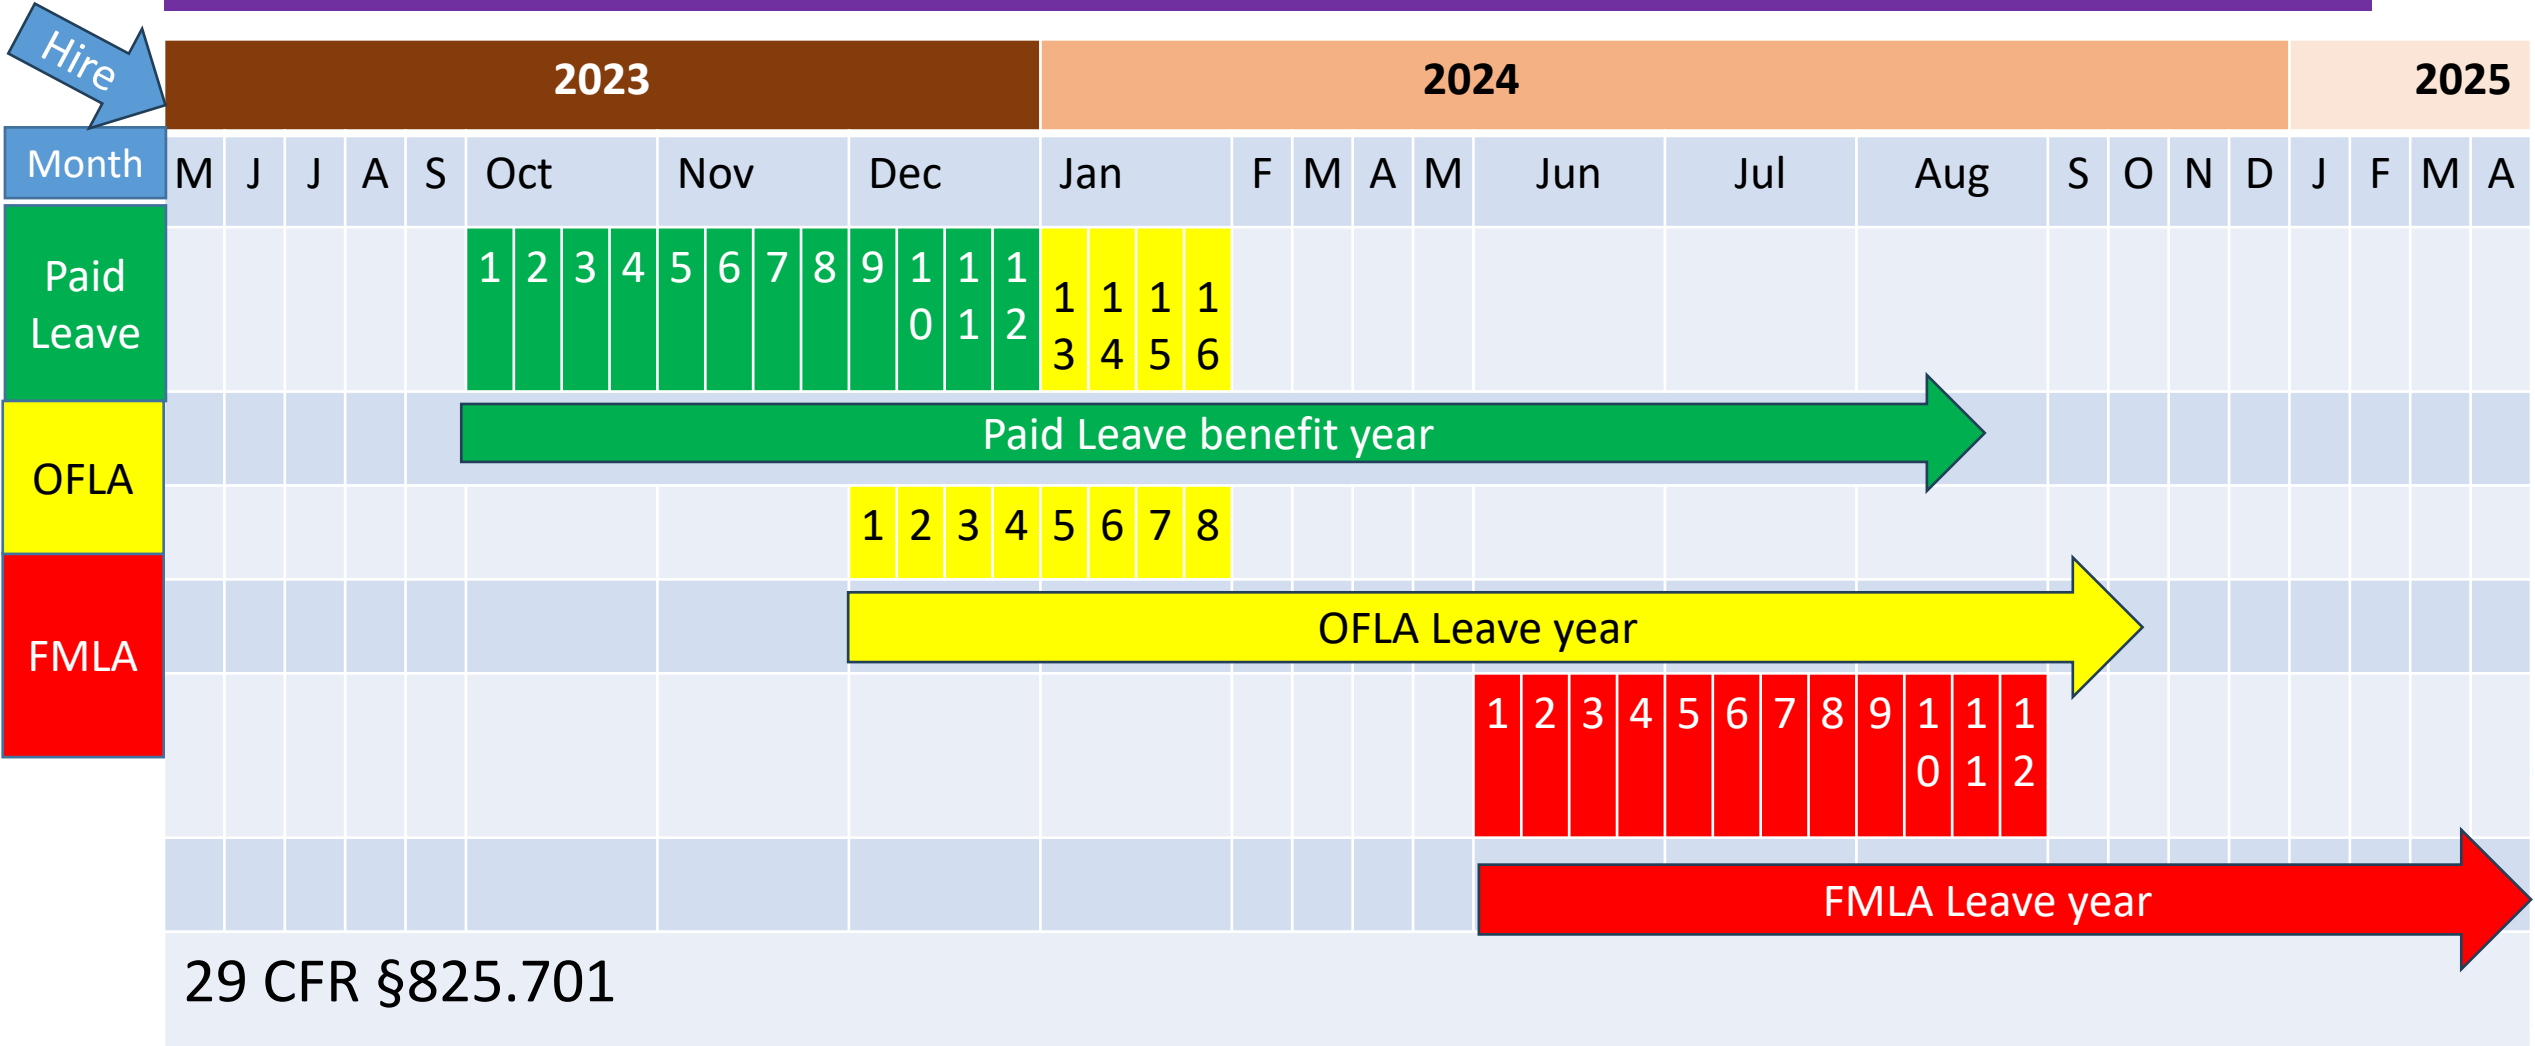 Hire
2023 2024 2025
Month M J J A S Oct Nov Dec Jan F M A M Jun Jul Aug S O N D J F M A
Paid
Leave
1 2 3 4 5 6 7 8 9 10 11 12 13 14 15 16
Paid Leave benefit year
OFLA
1 2 3 4 5 6 7 8
OFLA Leave year
FMLA
1 2 3 4 5 6 7 8 9 10 11 12
FMLA Leave year
29 CFR §825.701